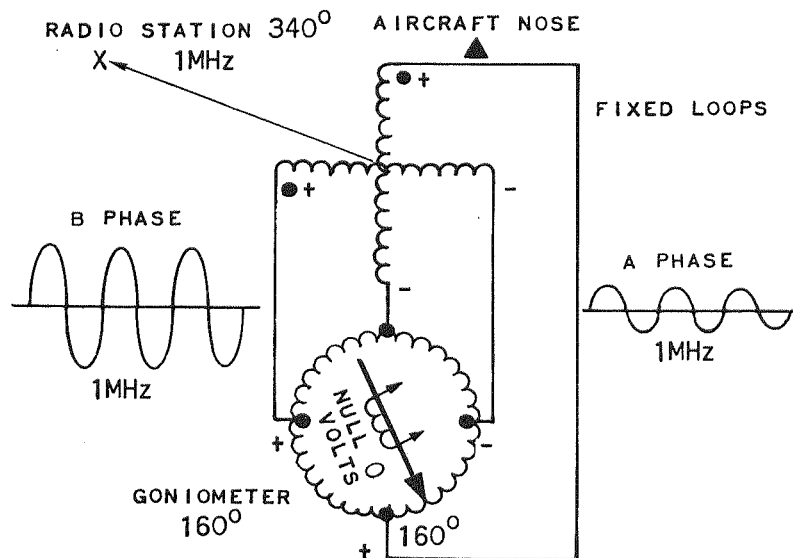 RADIO STATION 340°
X 1MHz
AIRCRAFT NOSE
+
FIXED LOOPS
+
-
B PHASE
A PHASE
-
1MHz
1MHz
NULL
VOLTS
0
+
-
GONIOMETER
160°
160°
+